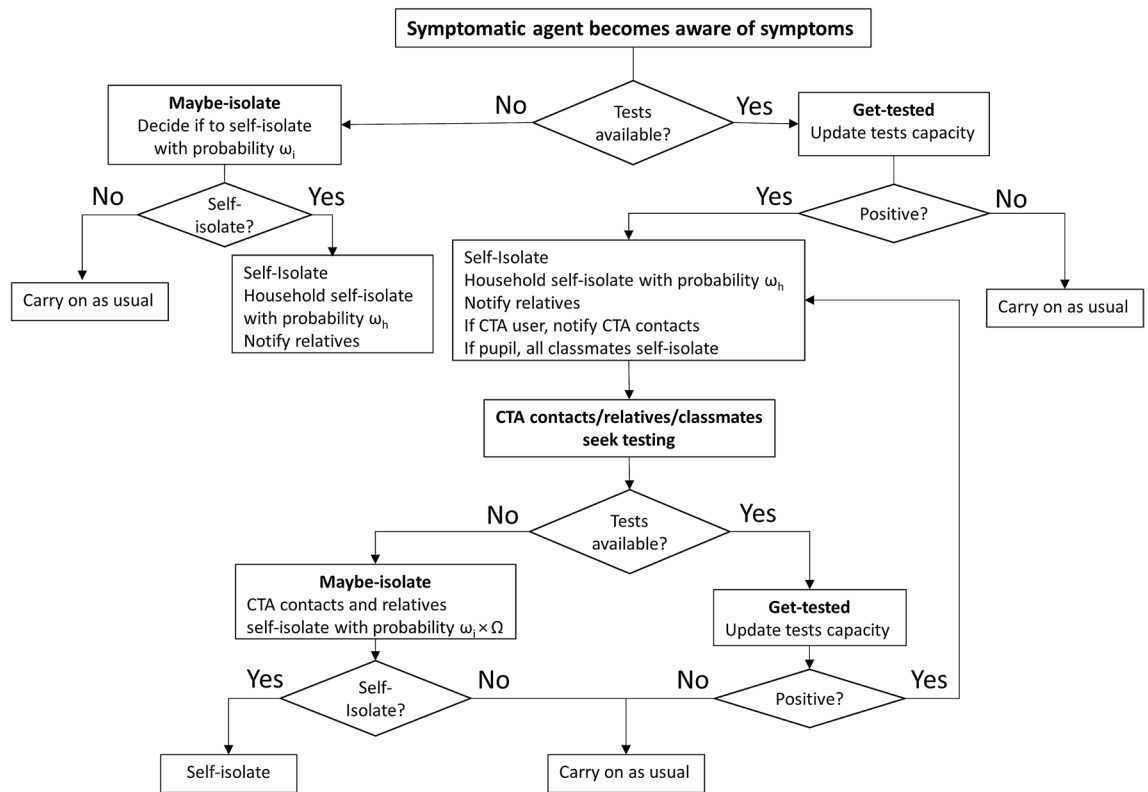 Symptomatic agent becomes aware of symptoms
No
Tests
available?
Yes
Maybe-isolate
Decide if to self-isolate
with probability ωi
Get-tested
Update tests capacity
No
Self-
isolate?
Yes
Yes
Positive?
No
Carry on as usual
Self-Isolate
Household self-isolate
with probability ωh
Notify relatives
Self-Isolate
Household self-isolate with probability ωh
Notify relatives
If CTA user, notify CTA contacts
If pupil, all classmates self-isolate
Carry on as usual
CTA contacts/relatives/classmates
seek testing
No
Tests
available?
Yes
Maybe-isolate
CTA contacts and relatives
self-isolate with probability ωi × Ω
Get-tested
Update tests capacity
Yes
Self-
Isolate?
No
No
Positive?
Yes
Self-isolate
Carry on as usual